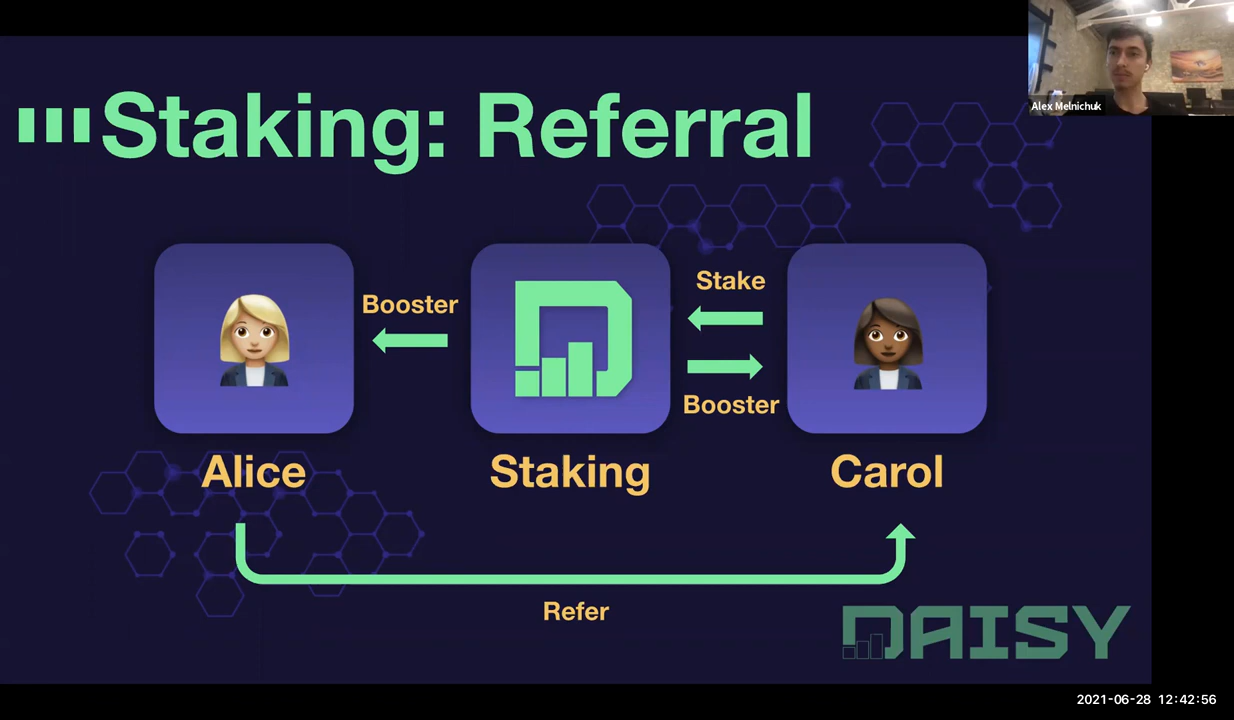 Alex Melnichuk
Staking: Referral
Booster
Stake
Booster
Alice
Staking
Carol
Refer
DAISY
2021-06-28 12:42:56